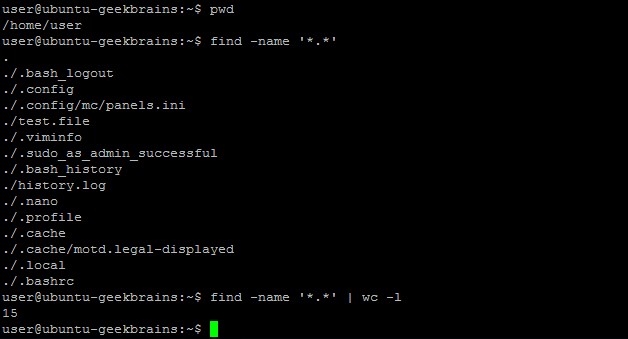 user@ubuntu-geekbrains:~$ pwd
/home/user
user@ubuntu-geekbrains:~$ find -name '*.*'
.
./.bash_logout
./.config
./.config/mc/panels.ini
./test.file
./.viminfo
./.sudo_as_admin_successful
./.bash_history
./history.log
./.nano
./.profile
./.cache
./.cache/motd.legal-displayed
./.local
./.bashrc
user@ubuntu-geekbrains:~$ find -name '*.*' | wc -l
15
user@ubuntu-geekbrains:~$